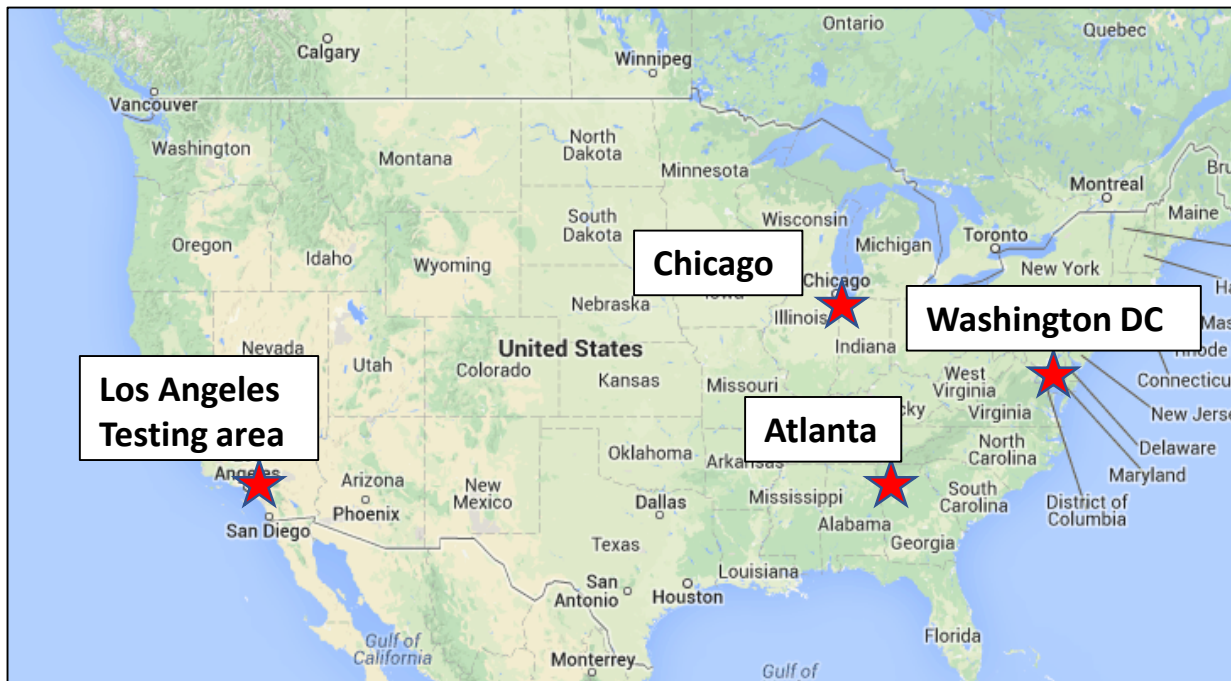 Ontario
Quebec
Calgary
Winnipeg
Vancouver
Washington
North
Dakota
Montana
Minnesota
Montreal
Maine
South
Dakota
Wisconsin
Michigan
Toronto
Oregon
Idaho
Wyoming
New York
Chicago
Chicago
Nebraska
Illinois
Washington DC
Nevada
Utah
United States
Colorado
Kansas
Missouri
Indiana
West
Virginia
Virginia
Rhode
Connecticut
New Jersey
Los Angeles
Testing area
Atlanta
Delaware
Maryland
Oklahoma
Arkansas
North
Carolina
Angeles
Arizona
New
Mexico
Dallas
Mississippi
South
Carolina
District of
Columbia
San Diego
Phoenix
Alabama
Texas
Georgia
Louisiana
San
Antonio
Houston
Florida
Gulf of
California
Monterrey
Gulf of